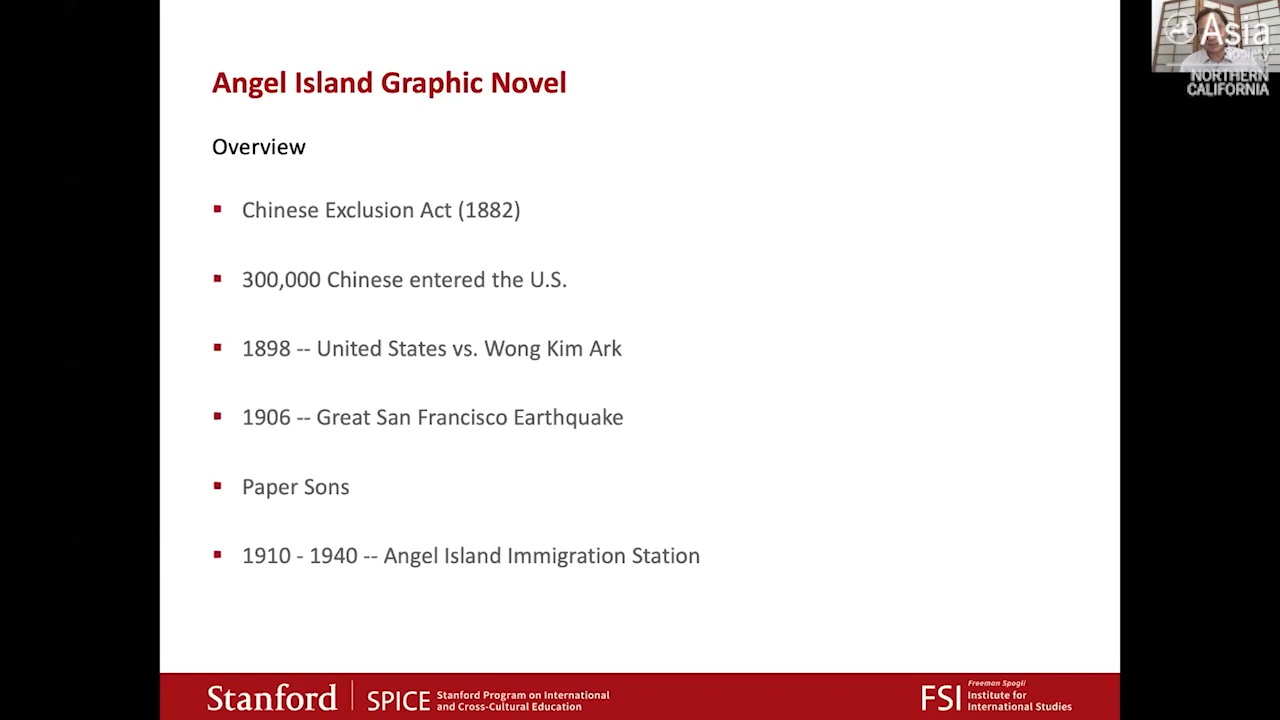 Angel Island Graphic Novel
Overview
▪ Chinese Exclusion Act (1882)
▪ 300,000 Chinese entered the U.S.
▪ 1898 -- United States vs. Wong Kim Ark
▪ 1906 -- Great San Francisco Earthquake
▪ Paper Sons
▪ 1910 - 1940 -- Angel Island Immigration Station
Asia
Society
NORTHERN
CALIFORNIA
Stanford
SPICE
Stanford Program on International
and Cross-Cultural Education
FSI
Freeman Spogli
Institute for
International Studies